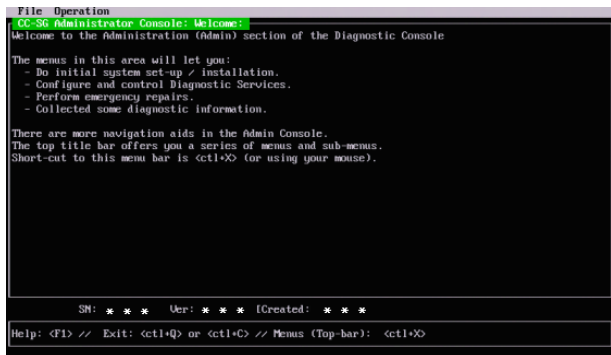 File Operation
CC-SG Administrator Console: Welcome:
Welcome to the Administration (Admin) section of the Diagnostic Console
The menus in this area will let you:
- Do initial system set-up / installation.
- Configure and control Diagnostic Services.
- Perform emergency repairs.
- Collected some diagnostic information.
There are more navigation aids in the Admin Console.
The top title bar offers you a series of menus and sub-menus.
Short-cut to this menu bar is <ctl+X> (or using your mouse).
SN: * * * Ver: * * * [Created: * * *
Help: <F1> // Exit: <ctl+Q> or <ctl+C> // Menus (Top-bar): <ctl+X>